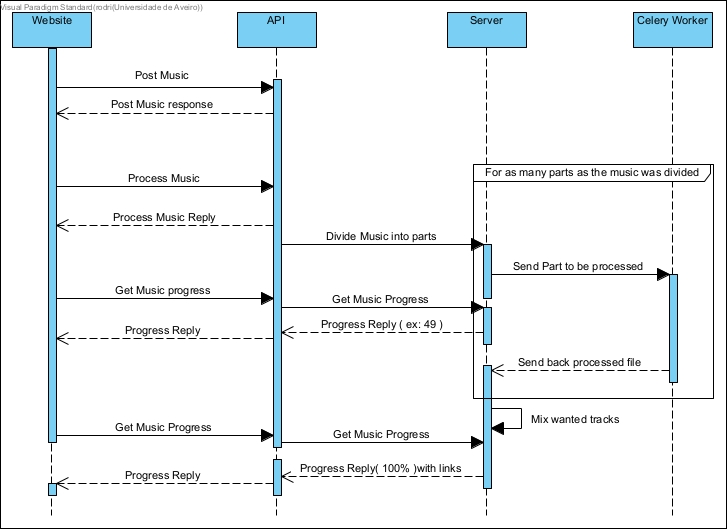 Visual Paradigm Standard(rodri(Universidade de Aveiro))
Website
API
Server
Celery Worker
Post Music
Post Music response
For as many parts as the music was divided
Process Music
Process Music Reply
Divide Music into parts
Send Part to be processed
Get Music progress
Get Music Progress
Progress Reply ( ex: 49 )
Progress Reply
Send back processed file
Mix wanted tracks
Get Music Progress
Get Music Progress
Progress Reply( 100% )with links
Progress Reply